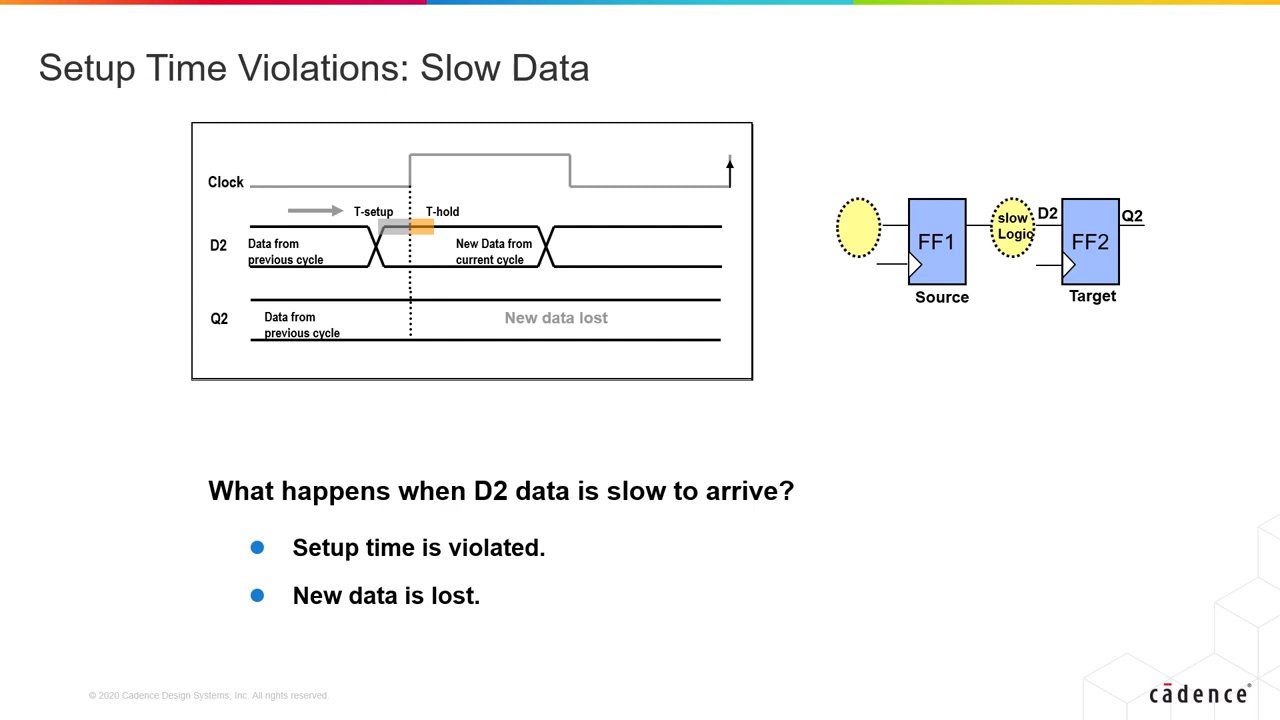 Setup Time Violations: Slow Data
Clock
T-setup
T-hold
D2
Data from
previous cycle
New Data from
current cycle
Q2
Data from
previous cycle
New data lost
slow
Logic
D2
Q2
FF1
FF2
Source
Target
What happens when D2 data is slow to arrive?
Setup time is violated.
New data is lost.
© 2020 Cadence Design Systems, Inc. All rights reserved.
cādence®